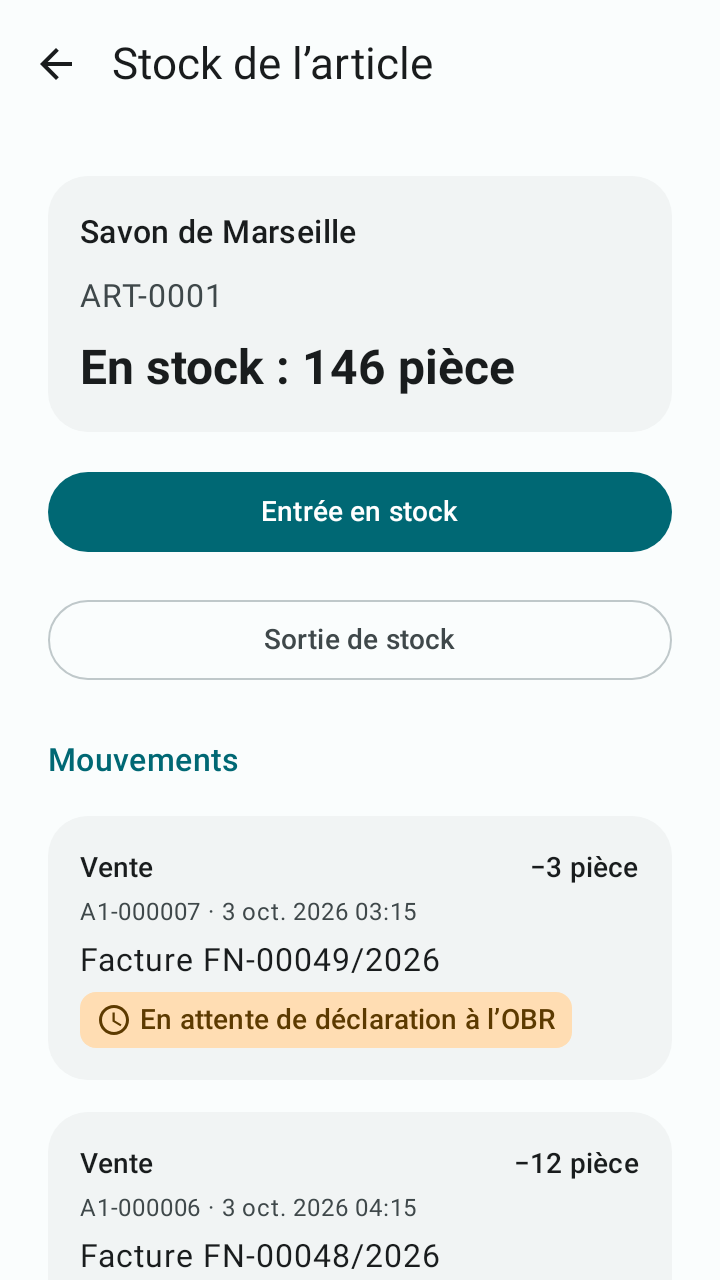 Stock de l’article
Savon de Marseille
ART-0001
En stock : 146 pièce
Entrée en stock
Sortie de stock
Mouvements
Vente −3 pièce
A1-000007 · 3 oct. 2026 03:15
Facture FN-00049/2026
En attente de déclaration à l’OBR
Vente −12 pièce
A1-000006 · 3 oct. 2026 04:15
Facture FN-00048/2026